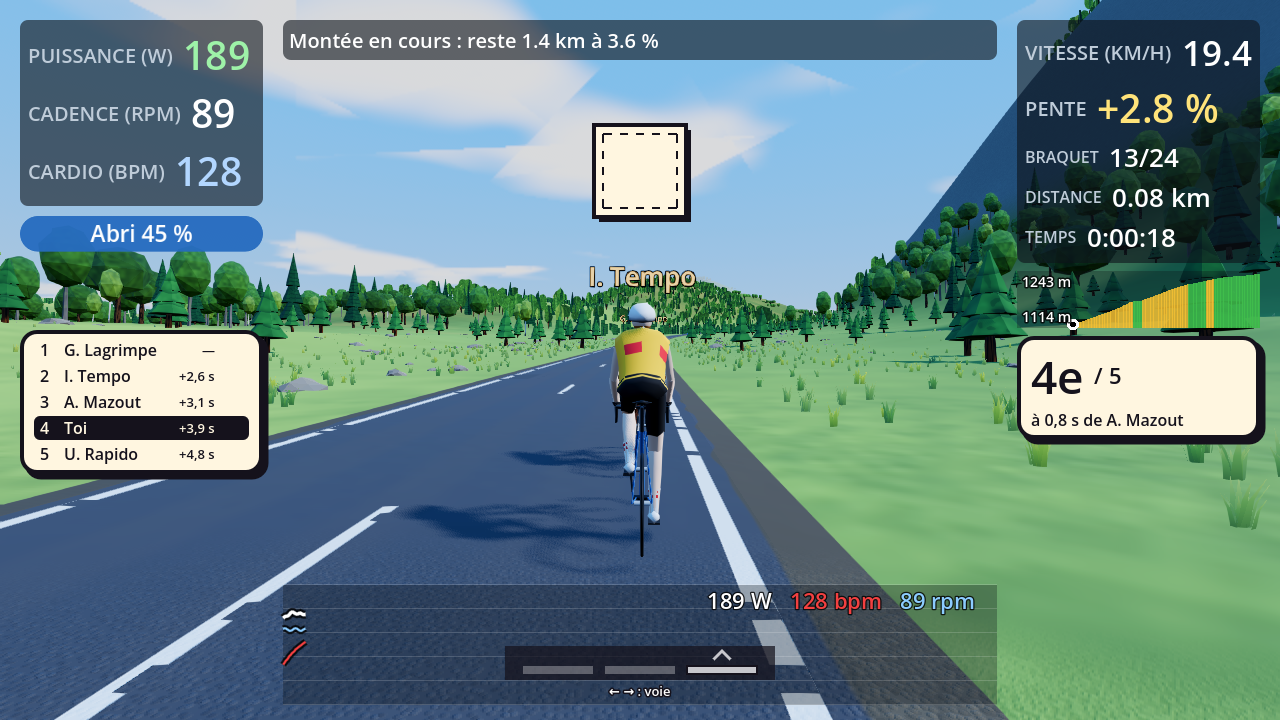 PUISSANCE (W) 189
CADENCE (RPM) 89
CARDIO (BPM) 128
Abri 45 %
Montée en cours : reste 1.4 km à 3.6 %
VITESSE (KM/H) 19.4
PENTE +2.8 %
BRAQUET 13/24
DISTANCE 0.08 km
TEMPS 0:00:18
1243 m
1114 m
I. Tempo
1 G. Lagrimpe —
2 I. Tempo +2,6 s
3 A. Mazout +3,1 s
4 Toi +3,9 s
5 U. Rapido +4,8 s
4e / 5
à 0,8 s de A. Mazout
189 W 128 bpm 89 rpm
← → : voie